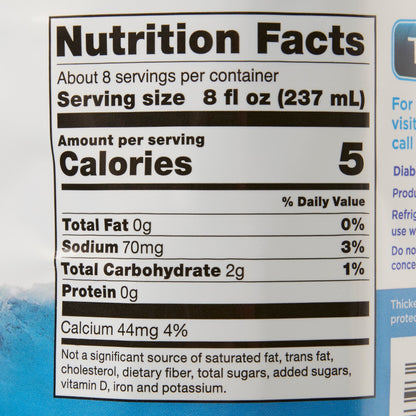 Nutrition Facts
About 8 servings per container
Serving size 8 fl oz (237 mL)
Amount per serving
Calories 5
% Daily Value
Total Fat 0g 0%
Sodium 70mg 3%
Total Carbohydrate 2g 1%
Protein 0g
Calcium 44mg 4%
Not a significant source of saturated fat, trans fat,
cholesterol, dietary fiber, total sugars, added sugars,
vitamin D, iron and potassium.
For
visit
call
Diab
Produ
Refrig
use w
Do no
conce
Thicke
protec